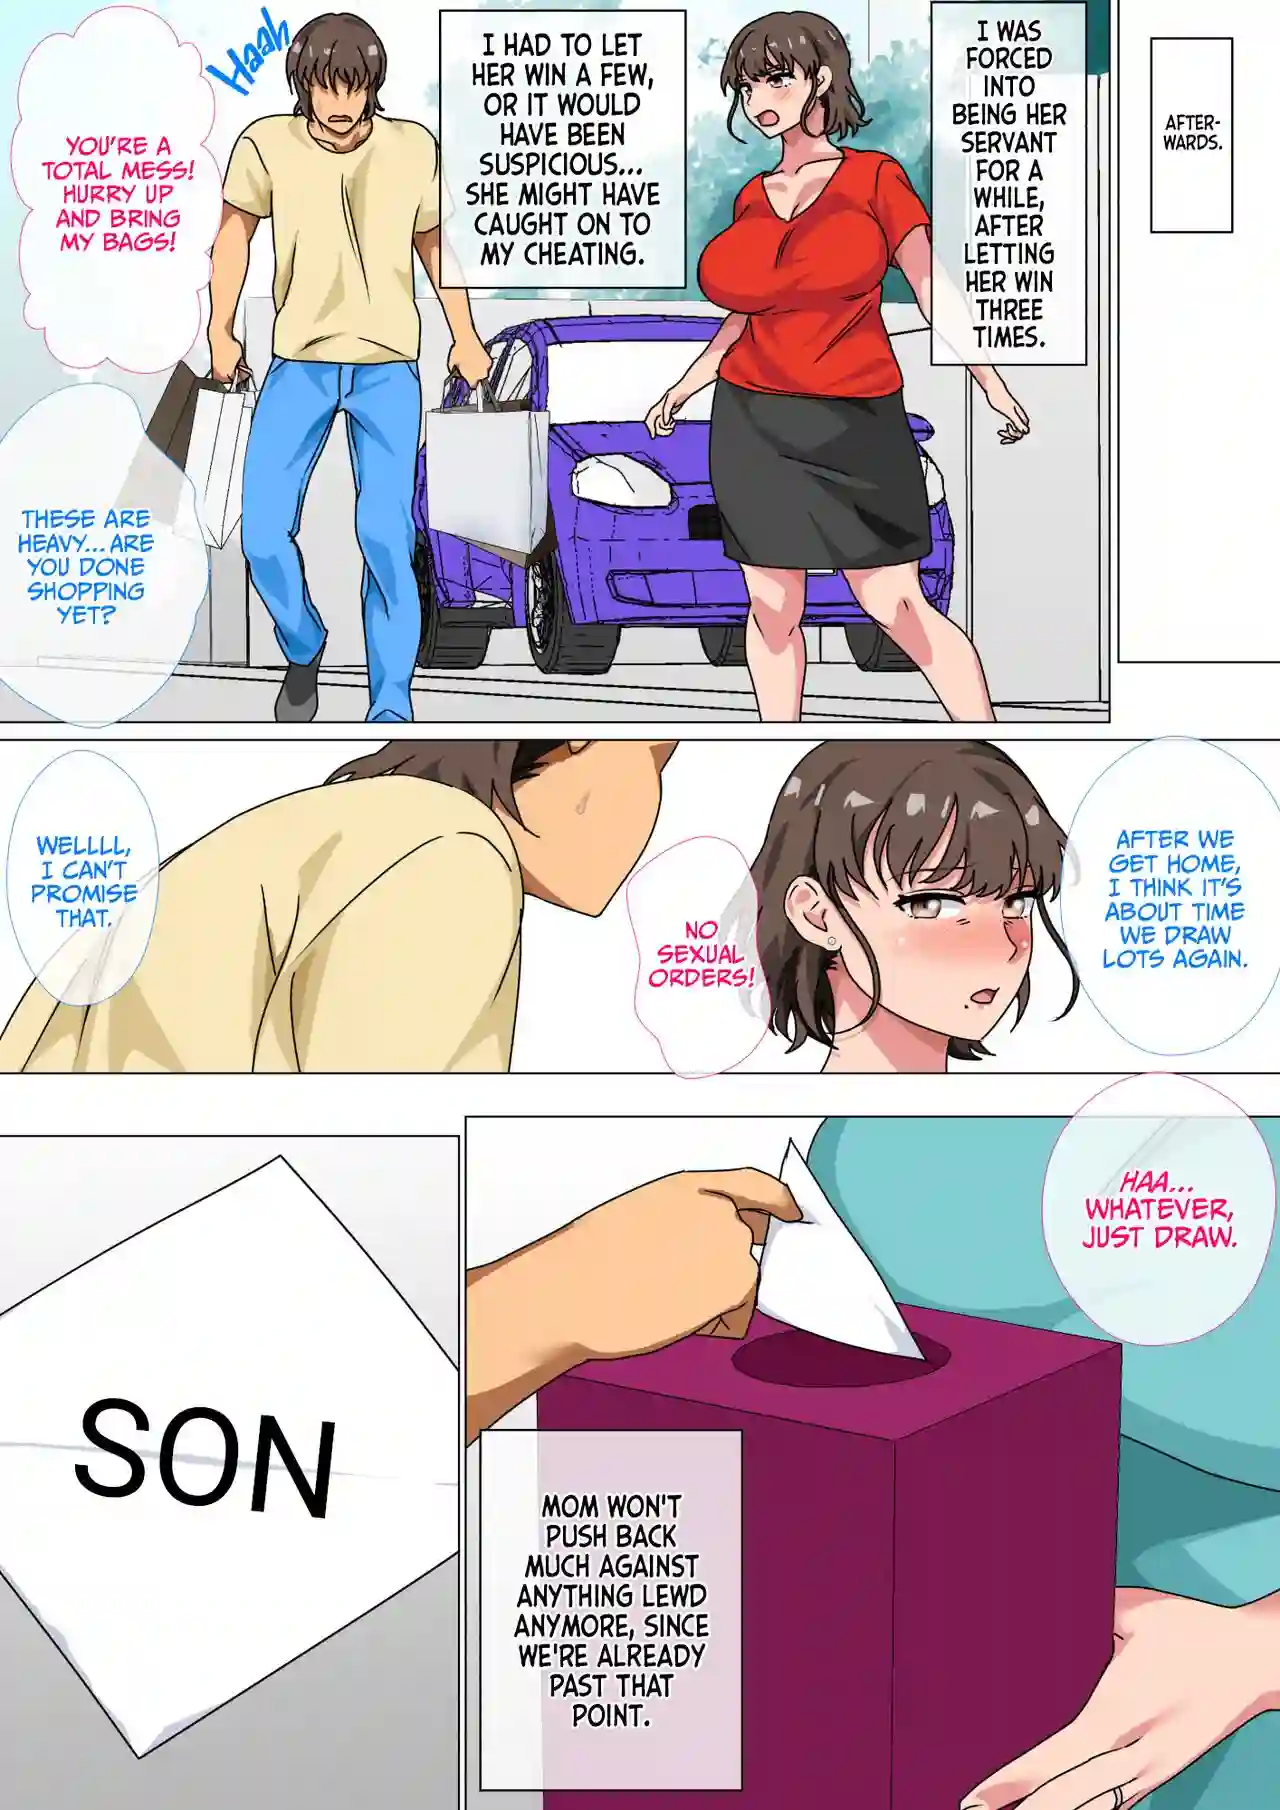 AFTER-
WARDS.
I WAS
FORCED
INTO
BEING HER
SERVANT
FOR A
WHILE,
AFTER
LETTING
HER WIN
THREE
TIMES.
I HAD TO LET
HER WIN A FEW,
OR IT WOULD
HAVE BEEN
SUSPICIOUS...
SHE MIGHT HAVE
CAUGHT ON TO
MY CHEATING.
Haah
YOU'RE A
TOTAL MESS!
HURRY UP
AND BRING
MY BAGS!
THESE ARE
HEAVY... ARE
YOU DONE
SHOPPING
YET?
AFTER WE
GET HOME,
I THINK IT'S
ABOUT TIME
WE DRAW
LOTS AGAIN.
NO
SEXUAL
ORDERS!
WELLLL,
I CAN'T
PROMISE
THAT.
HAA...
WHATEVER,
JUST DRAW.
MOM WON'T
PUSH BACK
MUCH AGAINST
ANYTHING LEWD
ANYMORE, SINCE
WE'RE ALREADY
PAST THAT
POINT.
SON